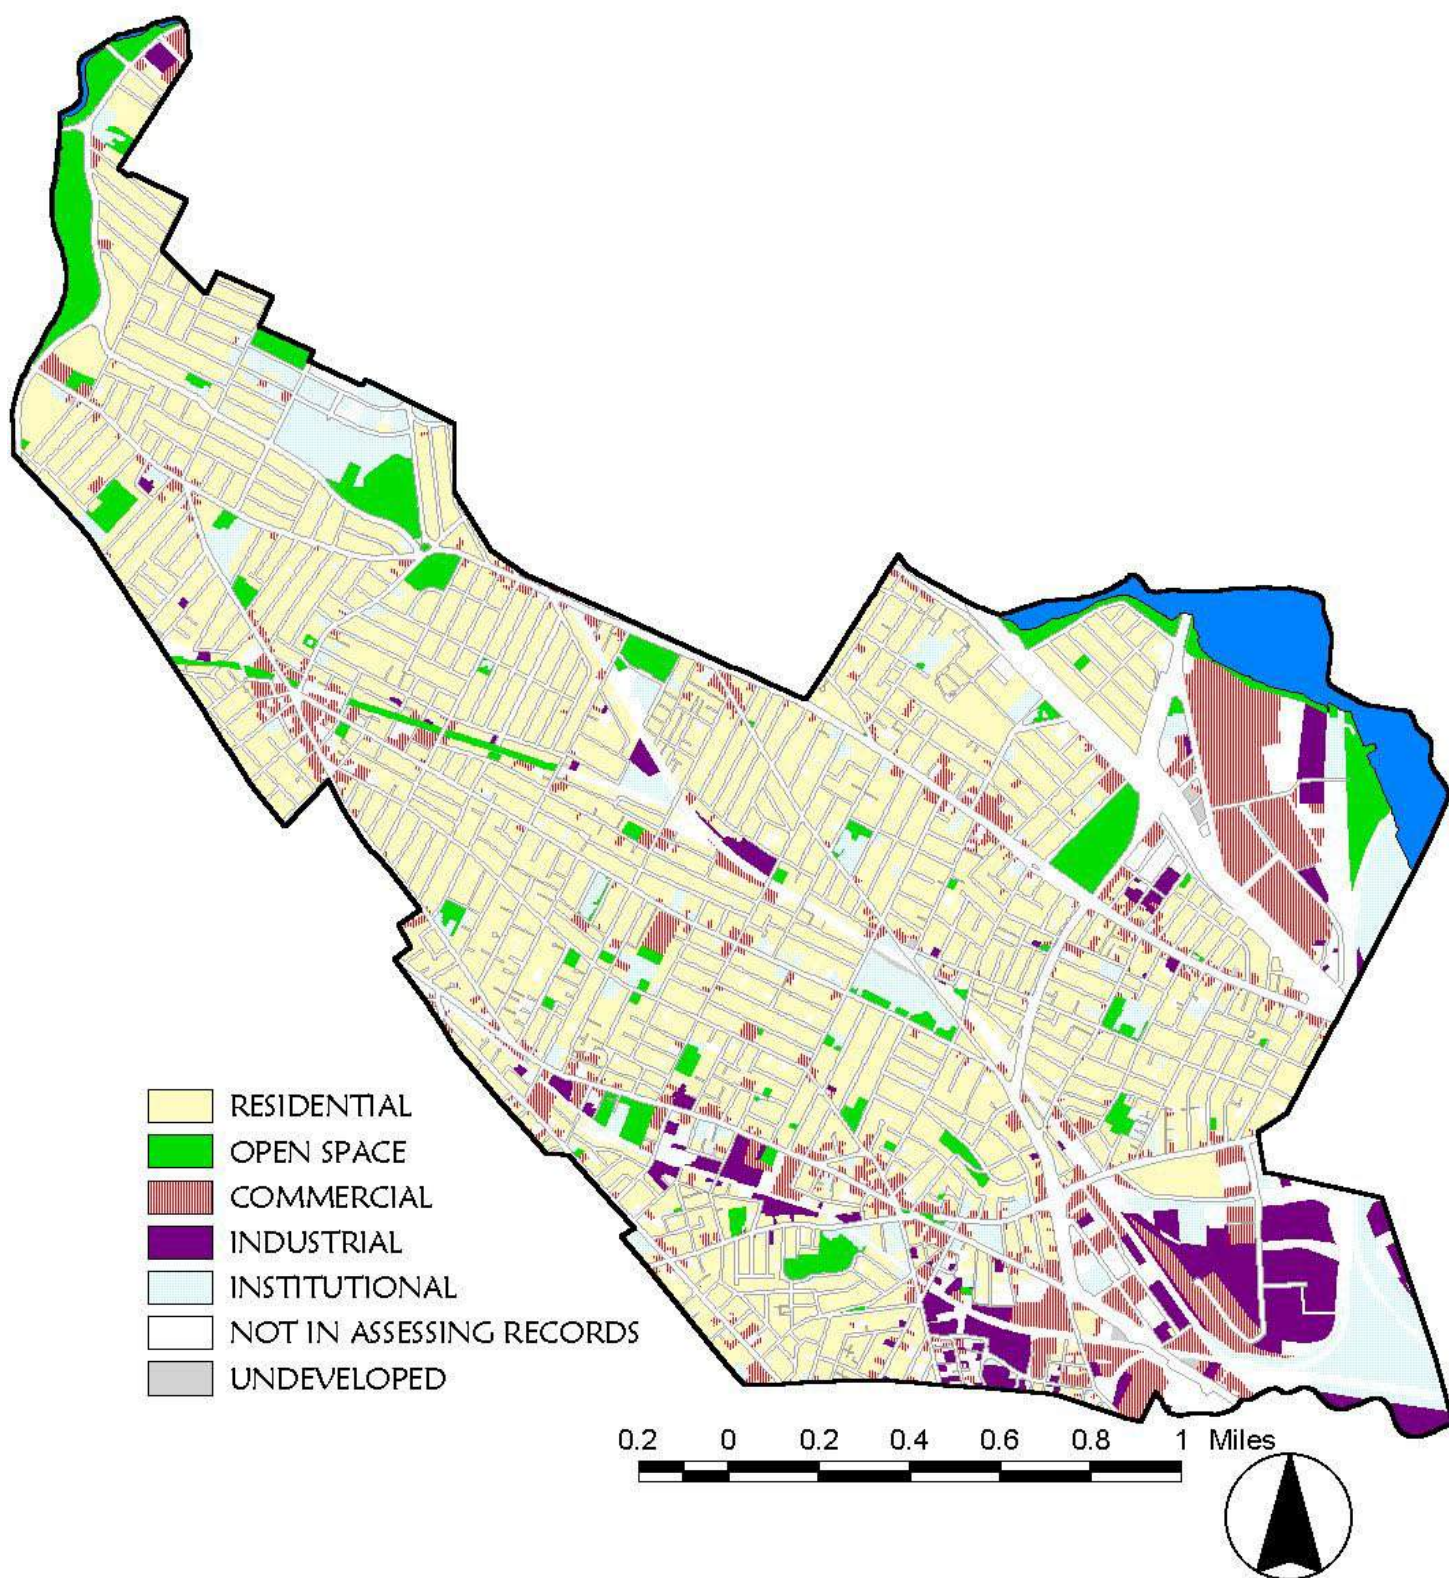 RESIDENTIAL
OPEN SPACE
COMMERCIAL
INDUSTRIAL
INSTITUTIONAL
NOT IN ASSESSING RECORDS
UNDEVELOPED
0.2 0 0.2 0.4 0.6 0.8 1 Miles